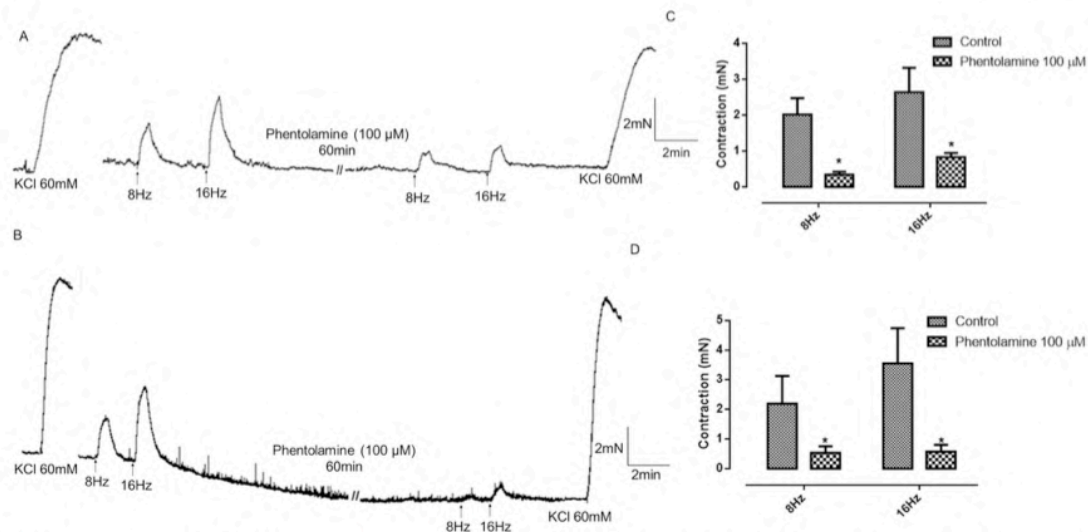 A
KCl 60mM
8Hz
16Hz
Phentolamine (100 µM)
60min
//
8Hz
16Hz
KCl 60mM
2mN
2min
C
Contraction (mN)
4
3
2
1
0
Control
Phentolamine 100 µM
*
*
8Hz
16Hz
B
KCl 60mM
8Hz
16Hz
Phentolamine (100 µM)
60min
//
8Hz
16Hz
KCl 60mM
2mN
2min
D
Contraction (mN)
5
4
3
2
1
0
Control
Phentolamine 100 µM
*
*
8Hz
16Hz